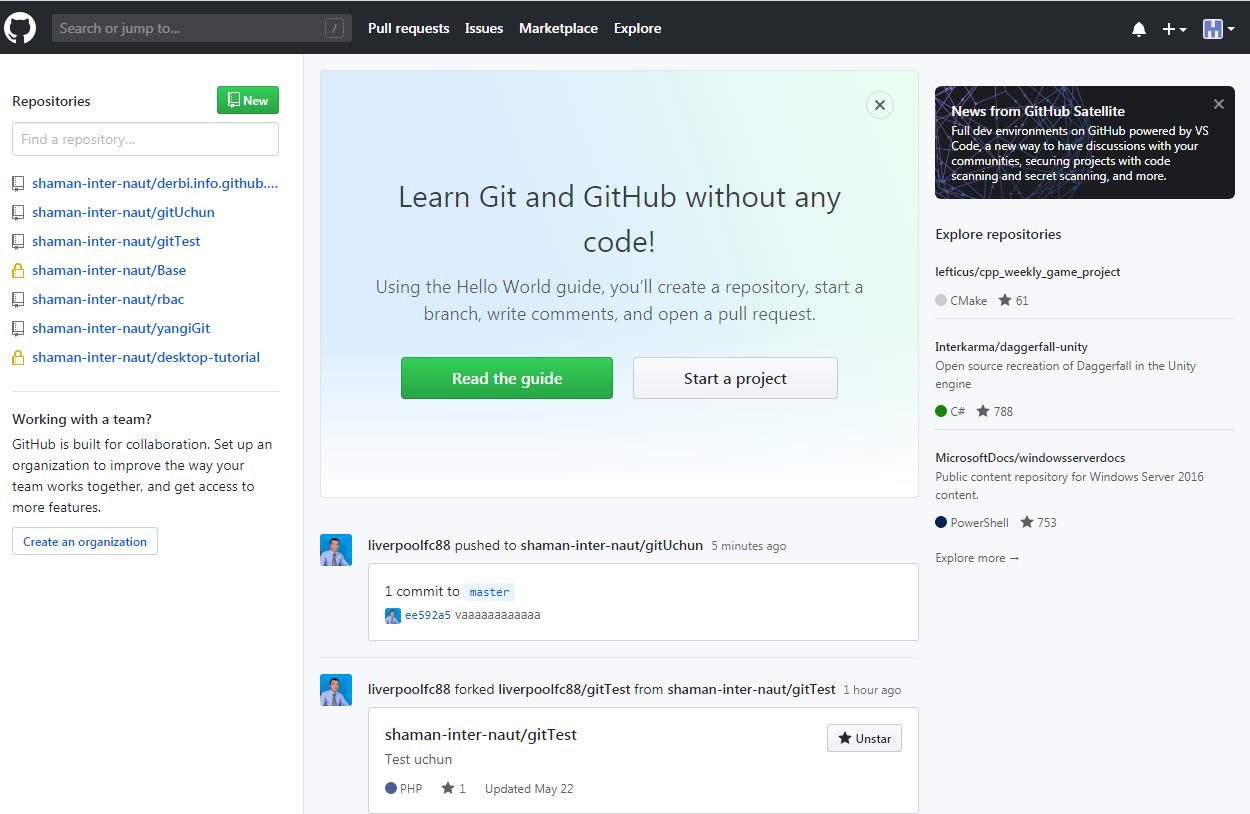 Search or jump to...
/
Pull requests
Issues
Marketplace
Explore
Repositories
New
Find a repository...
shaman-inter-naut/derbi.info.github....
shaman-inter-naut/gitUchun
shaman-inter-naut/gitTest
shaman-inter-naut/Base
shaman-inter-naut/rbac
shaman-inter-naut/yangiGit
shaman-inter-naut/desktop-tutorial
Working with a team?
GitHub is built for collaboration. Set up an
organization to improve the way your
team works together, and get access to
more features.
Create an organization
Learn Git and GitHub without any
code!
Using the Hello World guide, you’ll create a repository, start a
branch, write comments, and open a pull request.
Read the guide
Start a project
liverpoolfc88 pushed to shaman-inter-naut/gitUchun 5 minutes ago
1 commit to master
ee592a5 vaaaaaaaaaaaa
liverpoolfc88 forked liverpoolfc88/gitTest from shaman-inter-naut/gitTest 1 hour ago
shaman-inter-naut/gitTest
Unstar
Test uchun
PHP 1 Updated May 22
News from GitHub Satellite
Full dev environments on GitHub powered by VS
Code, a new way to have discussions with your
communities, securing projects with code
scanning and secret scanning, and more.
Explore repositories
lefticus/cpp_weekly_game_project
CMake 61
Interkarma/daggerfall-unity
Open source recreation of Daggerfall in the Unity
engine
C# 788
MicrosoftDocs/windowsserverdocs
Public content repository for Windows Server 2016
content.
PowerShell 753
Explore more →